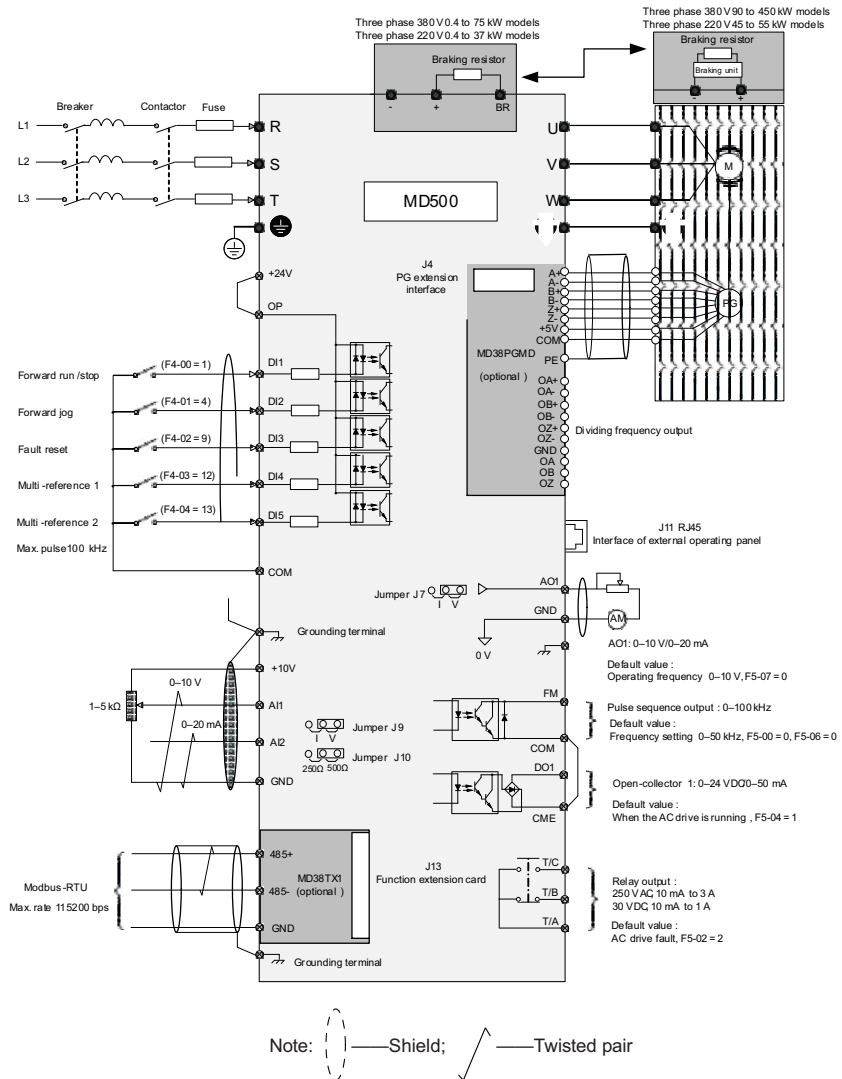 Three phase 380 V 0.4 to 75 kW models
Three phase 220 V 0.4 to 37 kW models
Three phase 380 V 90 to 450 kW models
Three phase 220 V 45 to 55 kW models
Braking resistor
- + BR
Braking resistor
Braking unit
- +
Breaker Contactor Fuse
L1 R U
L2 S V M
L3 T W
MD500
+24V
OP
J4
PG extension
interface
A+
A-
B+
B-
Z+
Z-
+5V
COM
PE
PG
MD38PGMD
(optional )
OA+
OA-
OB+
OB-
OZ+
OZ-
GND
OA
OB
OZ
Dividing frequency output
Forward run /stop (F4-00 = 1) DI1
Forward jog (F4-01 = 4) DI2
Fault reset (F4-02 = 9) DI3
Multi -reference 1 (F4-03 = 12) DI4
Multi -reference 2 (F4-04 = 13) DI5
Max. pulse100 kHz
COM
J11 RJ45
Interface of external operating panel
Jumper J7
I V
AO1
GND
0 V
AM
AO1: 0–10 V/0–20 mA
Default value :
Operating frequency 0–10 V, F5-07 = 0
Grounding terminal
+10V
0–10 V
1–5 kΩ
AI1
0–20 mA
AI2
GND
I V
Jumper J9
Jumper J10
250Ω 500Ω
FM
COM
Pulse sequence output : 0–100 kHz
Default value :
Frequency setting 0–50 kHz, F5-00 = 0, F5-06 = 0
DO1
CME
Open-collector 1: 0–24 VDC/0–50 mA
Default value :
When the AC drive is running , F5-04 = 1
Modbus -RTU
Max. rate 115200 bps
485+
485-
GND
MD38TX1
(optional )
J13
Function extension card
Grounding terminal
T/C
T/B
T/A
Relay output :
250 VAC, 10 mA to 3 A
30 VDC, 10 mA to 1 A
Default value :
AC drive fault, F5-02 = 2
Note: ——Shield; ——Twisted pair